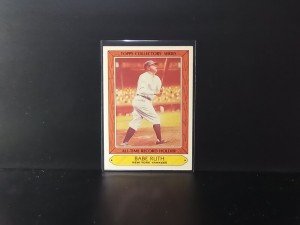 TOPPS COLLECTORS' SERIES
ALL-TIME RECORD HOLDER
BABE RUTH
NEW YORK YANKEES